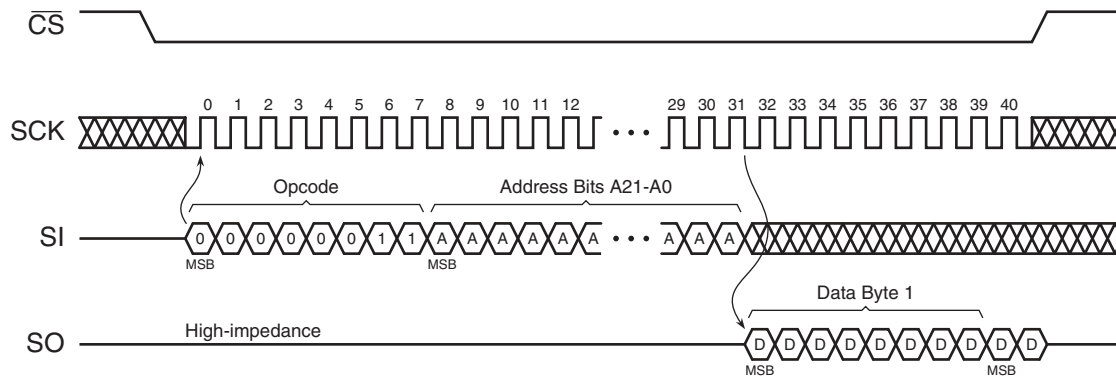 CS
0 1 2 3 4 5 6 7 8 9 10 11 12 29 30 31 32 33 34 35 36 37 38 39 40
SCK
Opcode Address Bits A21-A0
SI 0 0 0 0 0 0 1 1 A A A A A A A A A
MSB MSB
Data Byte 1
High-impedance
SO D D D D D D D D D D
MSB MSB